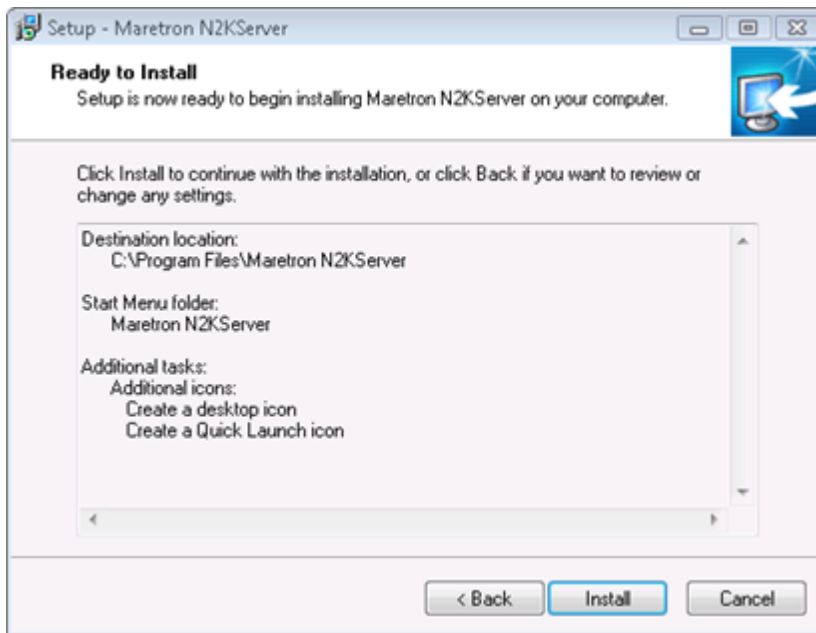 Setup - Maretron N2KServer
Ready to Install
Setup is now ready to begin installing Maretron N2KServer on your computer.
Click Install to continue with the installation, or click Back if you want to review or
change any settings.
Destination location:
C:\Program Files\Maretron N2KServer
Start Menu folder:
Maretron N2KServer
Additional tasks:
Additional icons:
Create a desktop icon
Create a Quick Launch icon
< Back
Install
Cancel